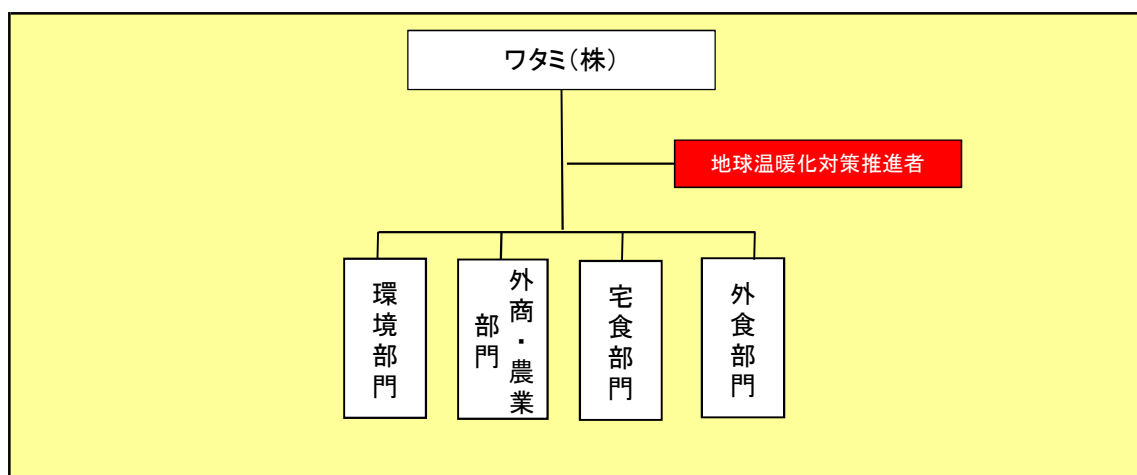 ワタミ(株)
地球温暖化対策推進者
環境部門
外商・農業
部門
宅食部門
外食部門